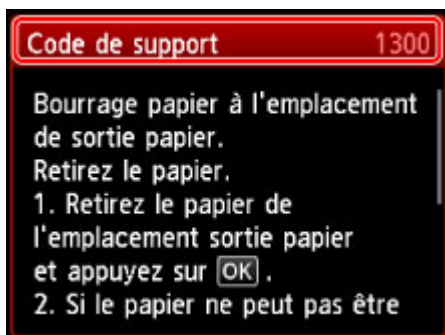 Code de support 1300
Bourrage papier à l'emplacement
de sortie papier.
Retirez le papier.
1. Retirez le papier de
l'emplacement sortie papier
et appuyez sur OK .
2. Si le papier ne peut pas être